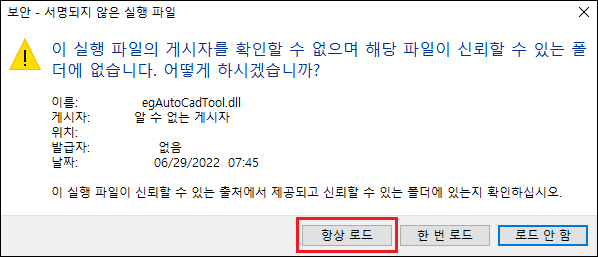 보안 - 서명되지 않은 실행 파일
이 실행 파일의 게시자를 확인할 수 없으며 해당 파일이 신뢰할 수 있는 폴
더에 없습니다. 어떻게 하시겠습니까?
이름: egAutoCadTool.dll
게시자: 알 수 없는 게시자
위치:
발급자: 없음
날짜: 06/29/2022 07:45
이 실행 파일이 신뢰할 수 있는 출처에서 제공되고 신뢰할 수 있는 폴더에 있는지 확인하십시오.
항상 로드 한 번 로드 로드 안 함